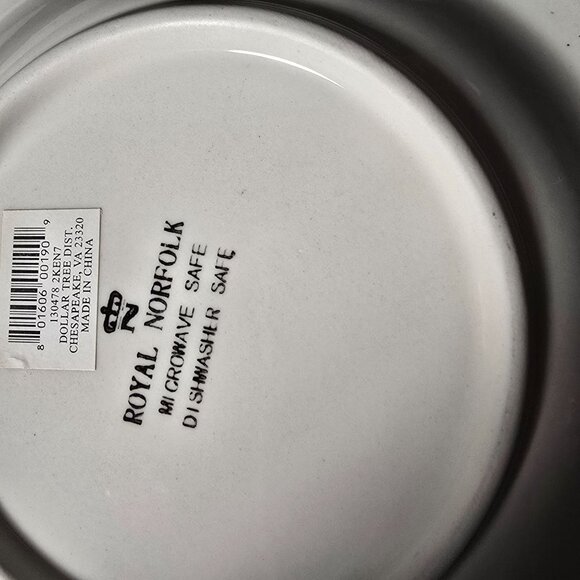 8 01606 00190 9
130478 2KEN7
DOLLAR TREE DIST.
CHESAPEAKE, VA 23320
MADE IN CHINA
N
ROYAL NORFOLK
MICROWAVE SAFE
DISHWASHER SAFE